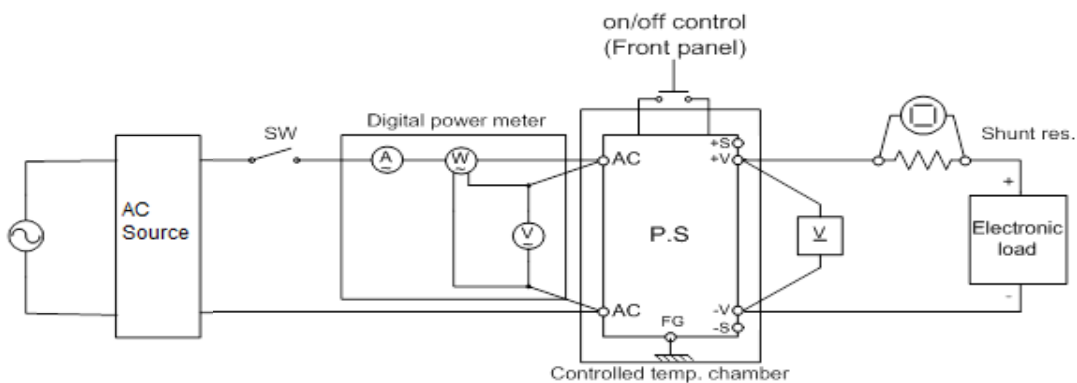 on/off control
(Front panel)
SW
Digital power meter
A
W
V
AC
Source
AC
AC
P.S
+S
+V
-V
-S
FG
V
Shunt res.
+
Electronic
load
-
Controlled temp. chamber